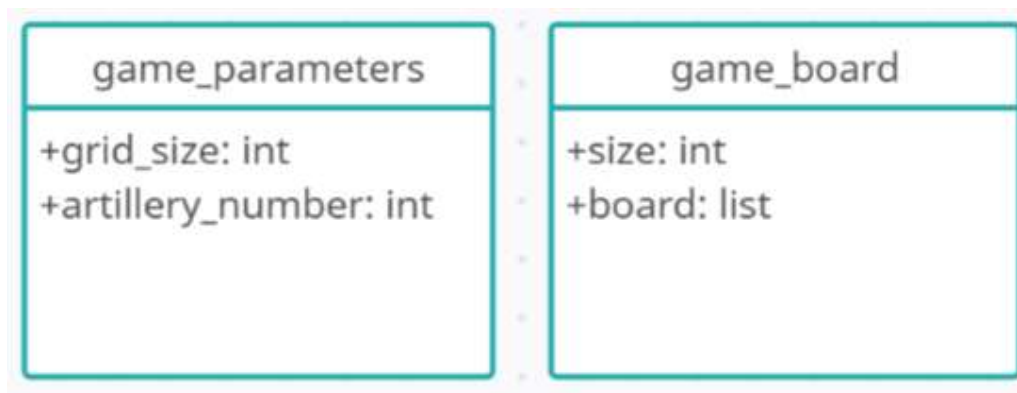 game_parameters
+grid_size: int
+artillery_number: int
game_board
+size: int
+board: list